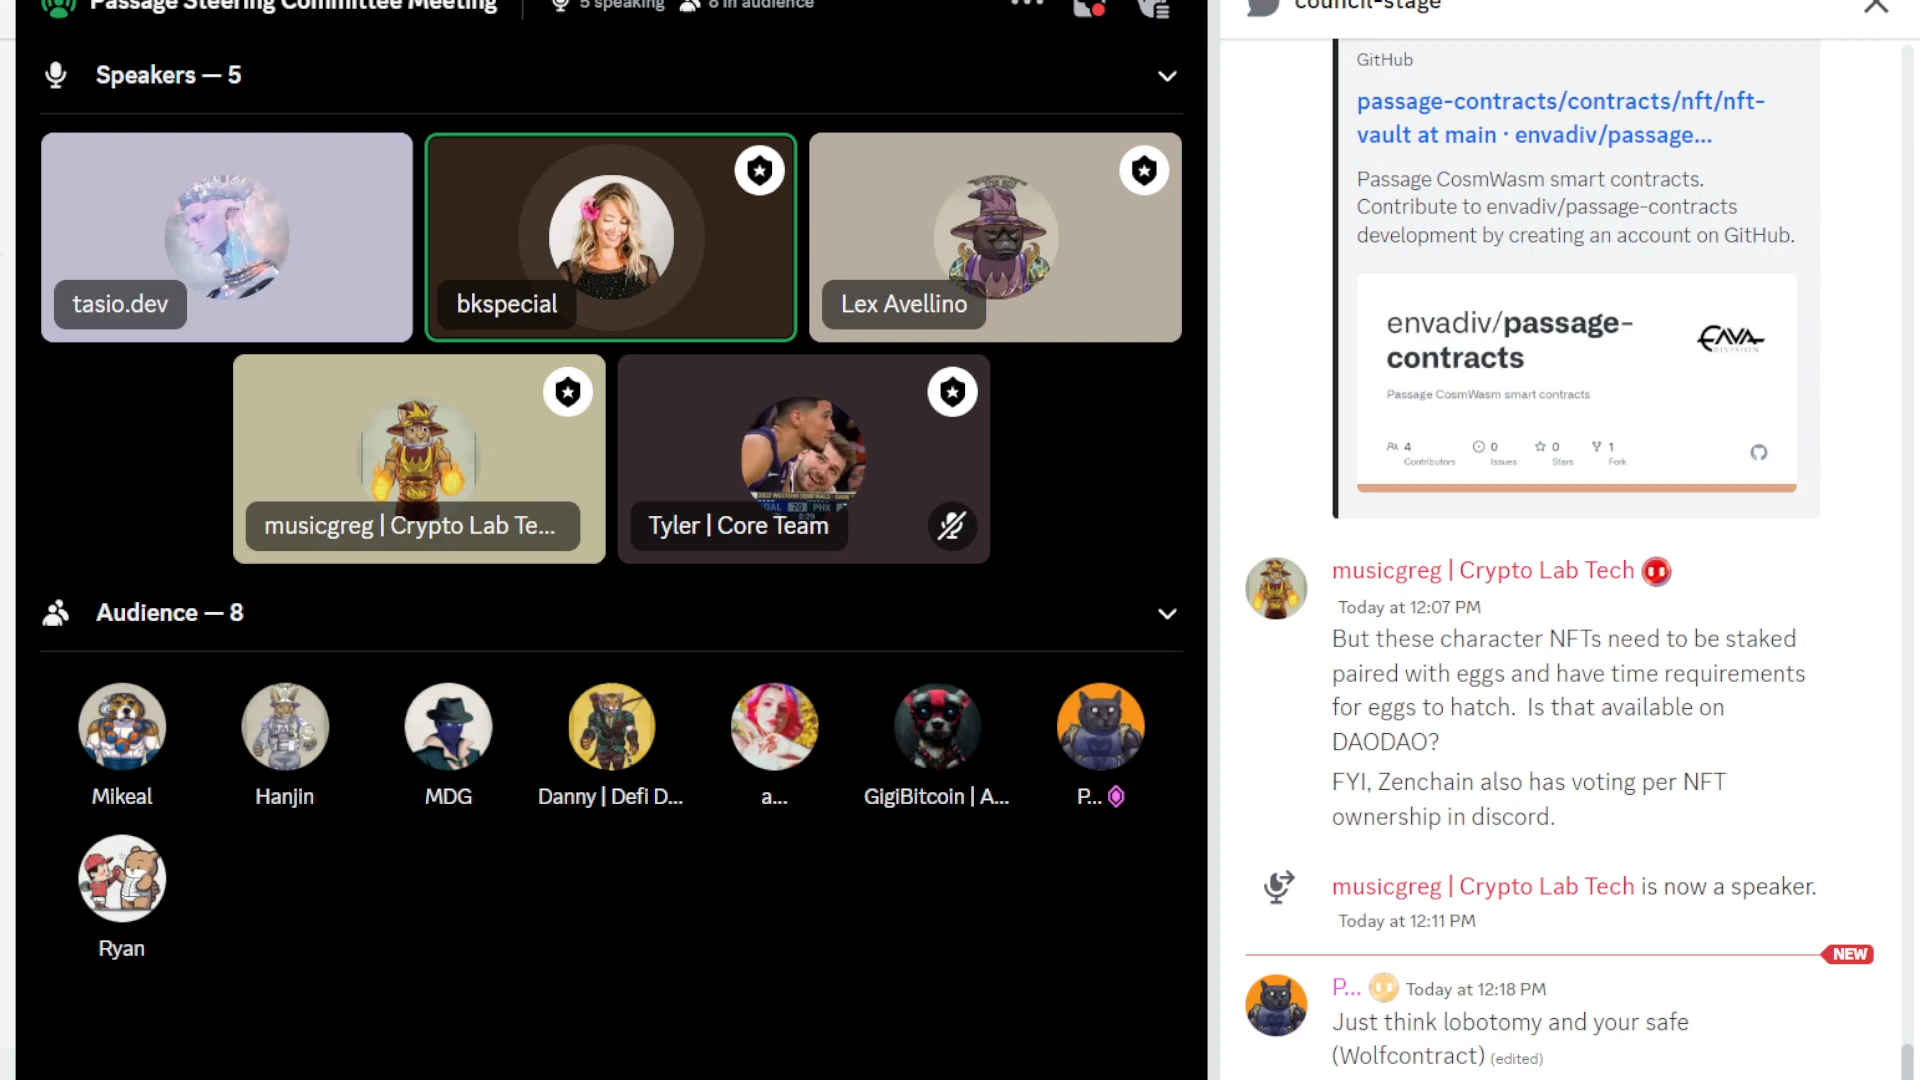 Passage Steering Committee Meeting
5 speaking
8 in audience
Speakers — 5
tasio.dev
bkspecial
Lex Avellino
musicgreg | Crypto Lab Te...
Tyler | Core Team
Audience — 8
Mikeal
Hanjin
MDG
Danny | Defi D...
a...
GigiBitcoin | A...
P...
Ryan
council-stage
GitHub
passage-contracts/contracts/nft/nft-
vault at main · envadiv/passage...
Passage CosmWasm smart contracts.
Contribute to envadiv/passage-contracts
development by creating an account on GitHub.
envadiv/passage-
contracts
Passage CosmWasm smart contracts
4
Contributors
0
Issues
0
Stars
1
Fork
musicgreg | Crypto Lab Tech
Today at 12:07 PM
But these character NFTs need to be staked
paired with eggs and have time requirements
for eggs to hatch. Is that available on
DAODAO?
FYI, Zenchain also has voting per NFT
ownership in discord.
musicgreg | Crypto Lab Tech is now a speaker.
Today at 12:11 PM
NEW
P... Today at 12:18 PM
Just think lobotomy and your safe
(Wolfcontract) (edited)